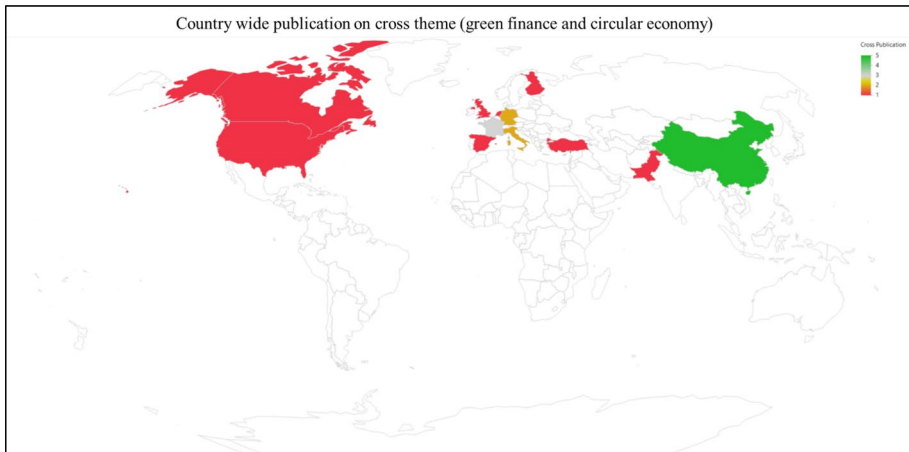 Country wide publication on cross theme (green finance and circular economy)
Cross Publication
5
4
3
2
1